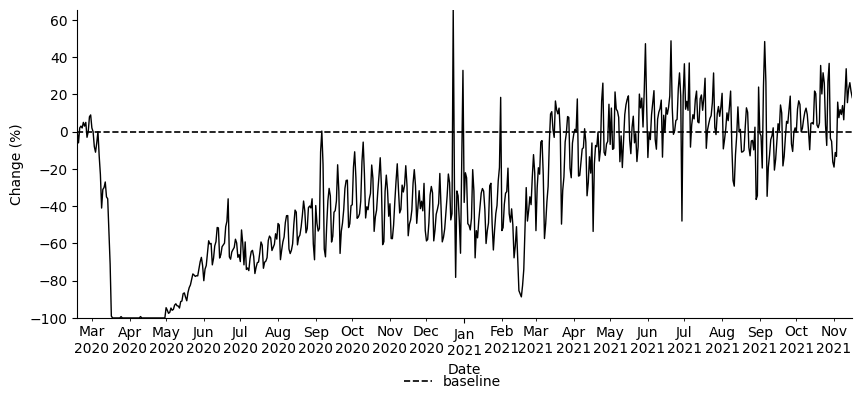 60
40
20
0
−20
−40
−60
−80
−100
Change (%)
Mar Apr May Jun Jul Aug Sep Oct Nov Dec Jan Feb Mar Apr May Jun Jul Aug Sep Oct Nov
2020 2020 2020 2020 2020 2020 2020 2020 2020 2020 2021 2021 2021 2021 2021 2021 2021 2021 2021 2021 2021
Date
baseline